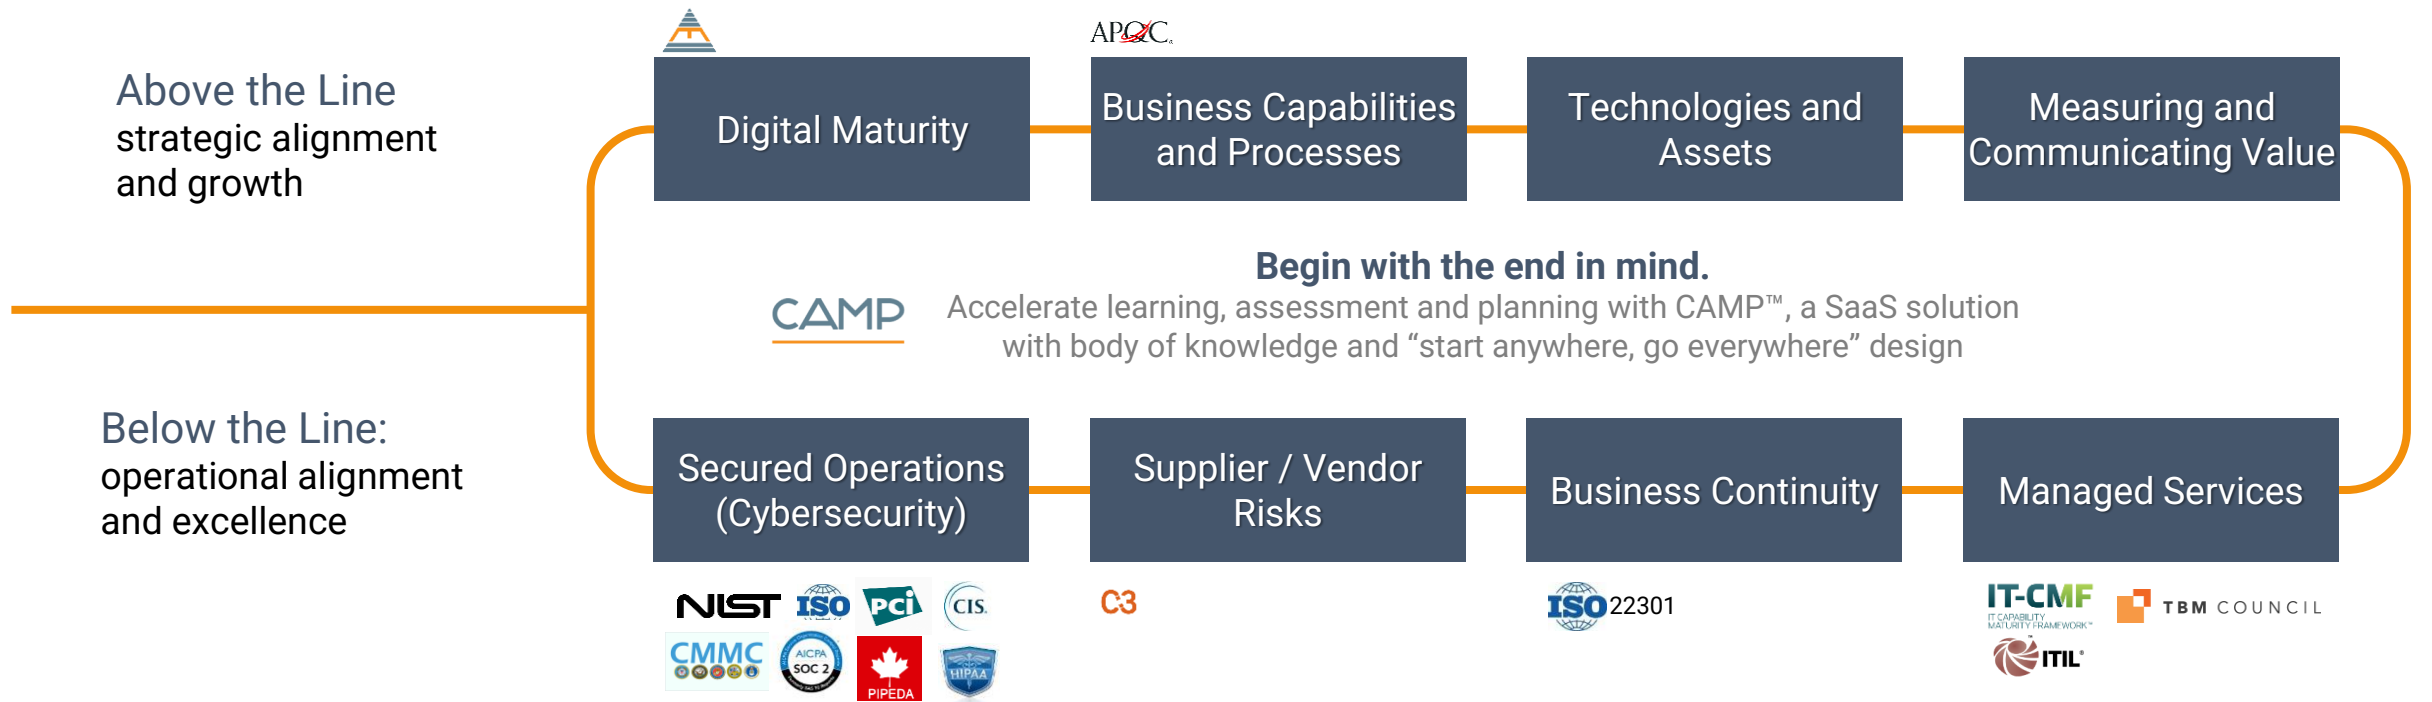 Above the Line
strategic alignment
and growth
APQC
Digital Maturity
Business Capabilities
and Processes
Technologies and
Assets
Measuring and
Communicating Value
Begin with the end in mind.
CAMP
Accelerate learning, assessment and planning with CAMP™, a SaaS solution
with body of knowledge and “start anywhere, go everywhere” design
Below the Line:
operational alignment
and excellence
Secured Operations
(Cybersecurity)
Supplier / Vendor
Risks
Business Continuity
Managed Services
NIST
ISO
PCi
CIS.
CMMC
AICPA
SOC 2
PIPEDA
HIPAA
C3
ISO 22301
IT-CMF
IT CAPABILITY
MATURITY FRAMEWORK™
TBM COUNCIL
ITIL®